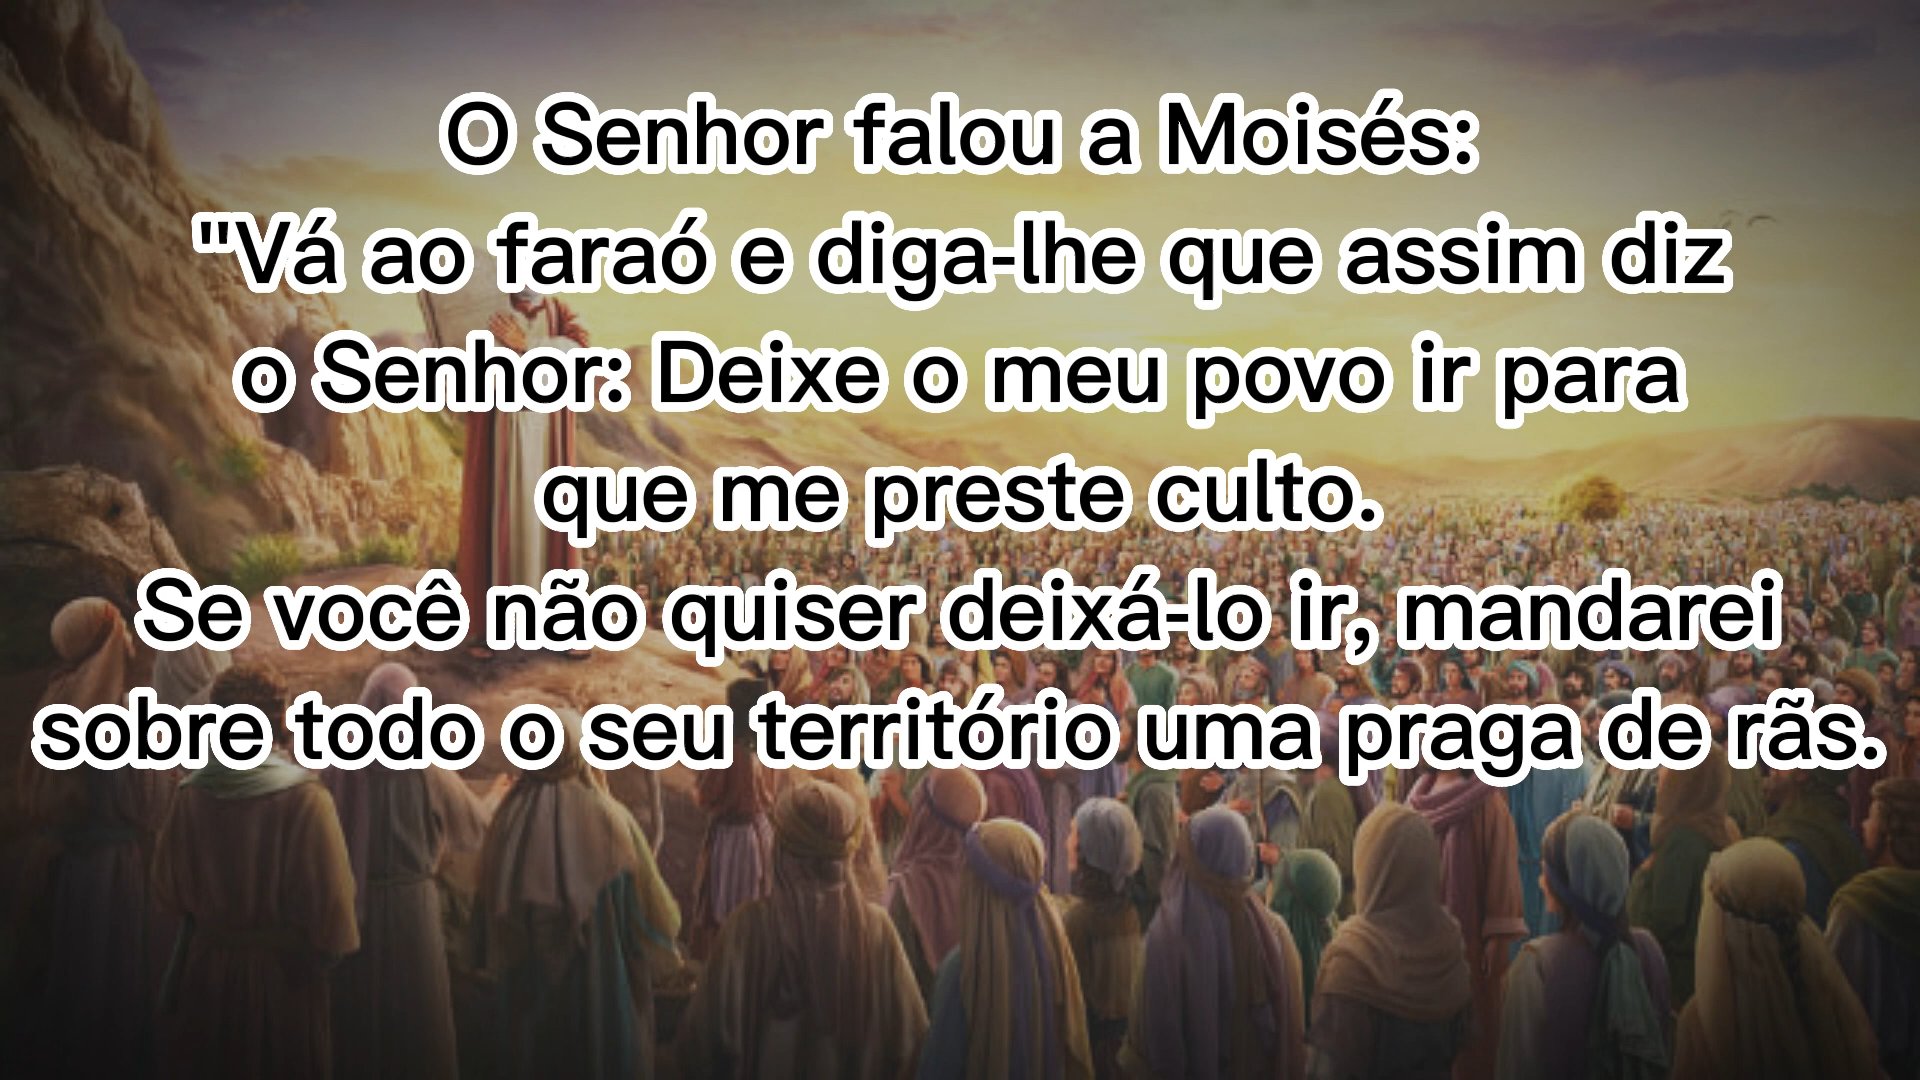 O Senhor falou a Moisés:
"Vá ao faraó e diga-lhe que assim diz
o Senhor: Deixe o meu povo ir para
que me preste culto.
Se você não quiser deixá-lo ir, mandarei
sobre todo o seu território uma praga de rãs.